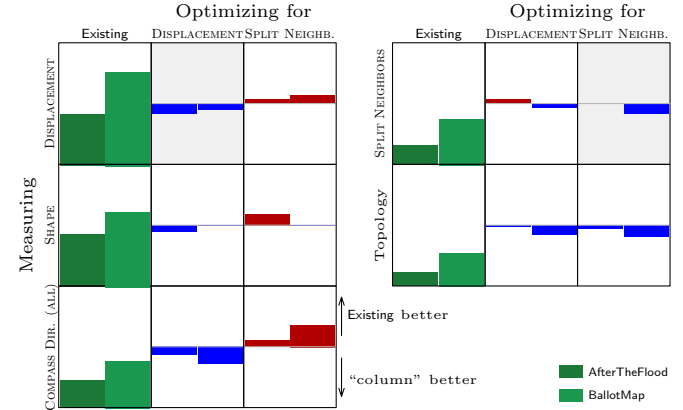 Optimizing for
Existing
DISPLACEMENT
SPLIT NEIGHB.
Measuring
DISPLACEMENT
SHAPE
COMPASS DIR. (ALL)
Existing better
"column" better
Optimizing for
Existing
DISPLACEMENT
SPLIT NEIGHB.
SPLIT NEIGHBORS
Topology
AfterTheFlood
BallotMap